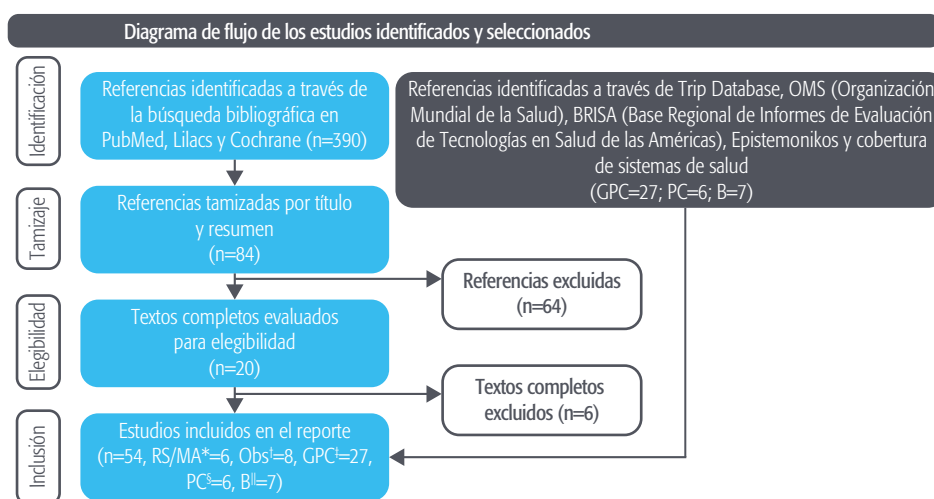 Diagrama de flujo de los estudios identificados y seleccionados
Identificación
Referencias identificadas a través de
la búsqueda bibliográfica en
PubMed, Lilacs y Cochrane (n=390)
Referencias identificadas a través de Trip Database, OMS (Organización
Mundial de la Salud), BRISA (Base Regional de Informes de Evaluación
de Tecnologías en Salud de las Américas), Epistemonikos y cobertura
de sistemas de salud
(GPC=27; PC=6; B=7)
Tamizaje
Referencias tamizadas por título
y resumen
(n=84)
Referencias excluidas
(n=64)
Elegibilidad
Textos completos evaluados
para elegibilidad
(n=20)
Textos completos
excluidos (n=6)
Inclusión
Estudios incluidos en el reporte
(n=54, RS/MA*=6, Obs†=8, GPC‡=27,
PC§=6, B||=7)